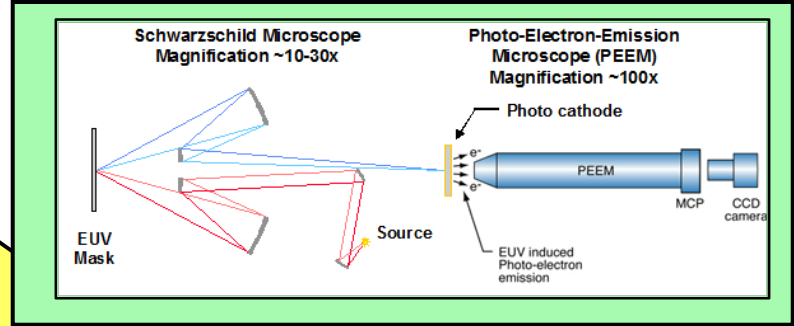 Schwarzschild Microscope
Magnification ~10-30x
Photo-Electron-Emission
Microscope (PEEM)
Magnification ~100x
Photo cathode
e-
PEEM
e-
MCP
CCD
camera
EUV
Mask
Source
EUV induced
Photo-electron
emission